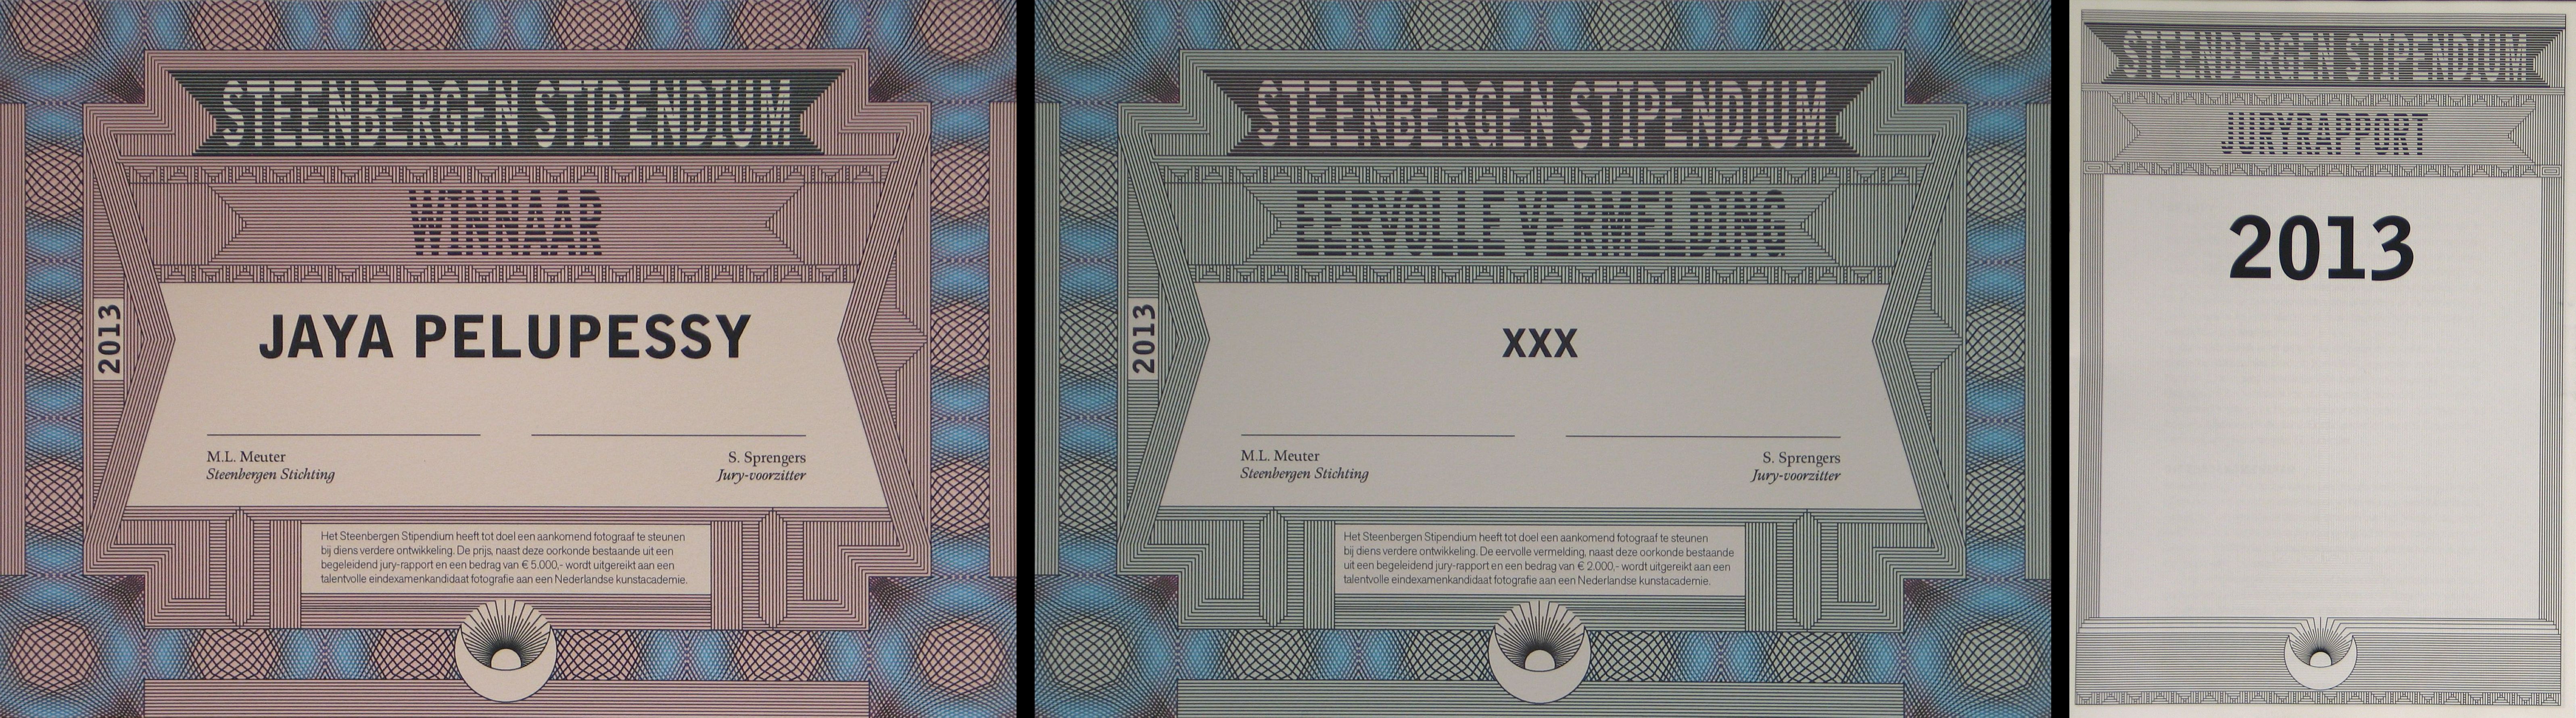 STEENBERGEN STIPENDIUM
WINNAAR
2013
JAYA PELUPESSY
M.L. Meuter
Steenbergen Stichting
S. Sprengers
Jury-voorzitter
Het Steenbergen Stipendium heeft tot doel een aankomend fotograaf te steunen
bij diens verdere ontwikkeling. De prijs, naast deze oorkonde bestaande uit een
begeleidend jury-rapport en een bedrag van € 5.000,- wordt uitgereikt aan een
talentvolle eindexamenkandidaat fotografie aan een Nederlandse kunstacademie.
STEENBERGEN STIPENDIUM
EERVOLLE VERMELDING
2013
XXX
M.L. Meuter
Steenbergen Stichting
S. Sprengers
Jury-voorzitter
Het Steenbergen Stipendium heeft tot doel een aankomend fotograaf te steunen
bij diens verdere ontwikkeling. De eervolle vermelding, naast deze oorkonde bestaande
uit een begeleidend jury-rapport en een bedrag van € 2.000,- wordt uitgereikt aan een
talentvolle eindexamenkandidaat fotografie aan een Nederlandse kunstacademie.
STEENBERGEN STIPENDIUM
JURYRAPPORT
2013